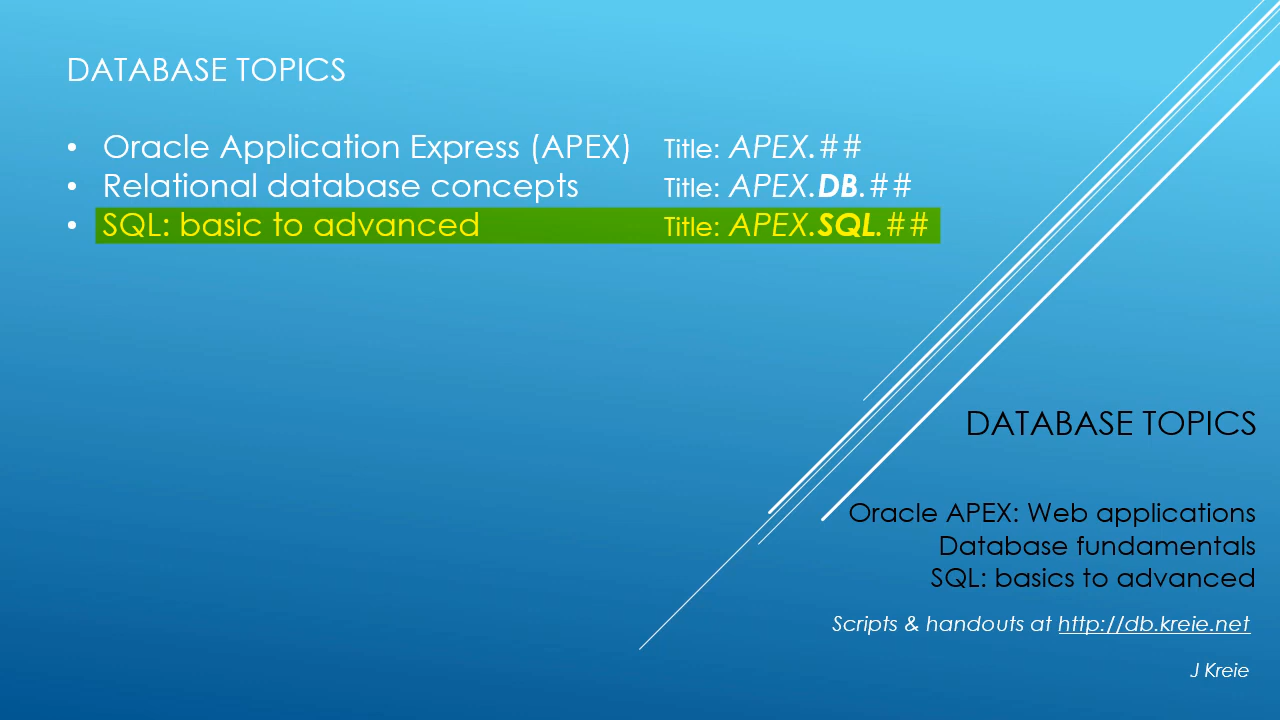 DATABASE TOPICS
• Oracle Application Express (APEX) Title: APEX.##
• Relational database concepts Title: APEX.DB.##
• SQL: basic to advanced Title: APEX.SQL.##
DATABASE TOPICS
Oracle APEX: Web applications
Database fundamentals
SQL: basics to advanced
Scripts & handouts at http://db.kreie.net
J Kreie